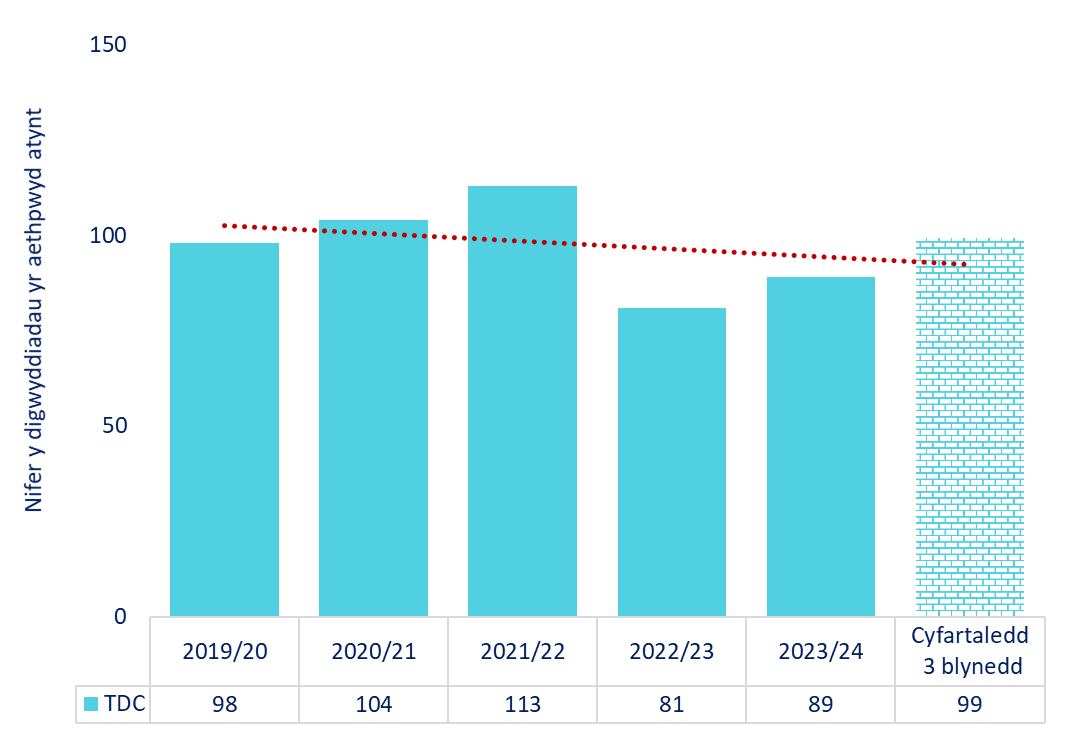 Nifer y digwyddiadau yr aethpwyd atynt
150
100
50
0
2019/20 2020/21 2021/22 2022/23 2023/24 Cyfartaledd
3 blynedd
TDC 98 104 113 81 89 99